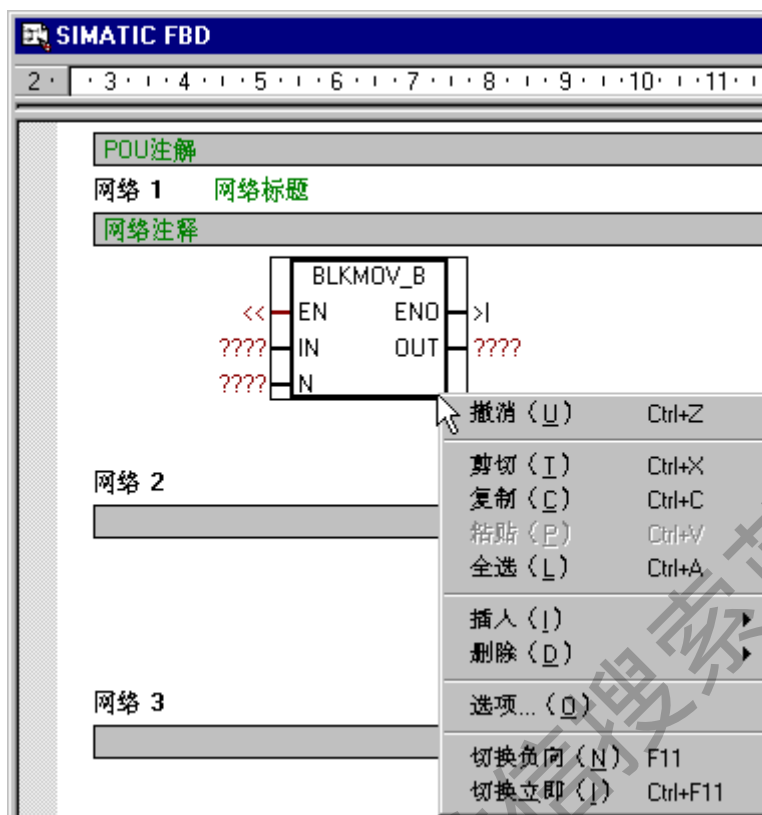 SIMATIC FBD
2 · · 3 · ı · 4 · ı · 5 · ı · 6 · ı · 7 · ı · 8 · ı · 9 · ı · 10 · ı · 11 · ı
POU注解
网络 1 网络标题
网络注释
BLKMOV_B
<< EN ENO >|
???? IN OUT ????
???? N
撤消（U） Ctrl+Z
剪切（T） Ctrl+X
网络 2
复制（C） Ctrl+C
粘贴（P） Ctrl+V
全选（L） Ctrl+A
插入（I）
删除（D）
网络 3
选项...（O）
切换负向（N） F11
切换立即（I） Ctrl+F11